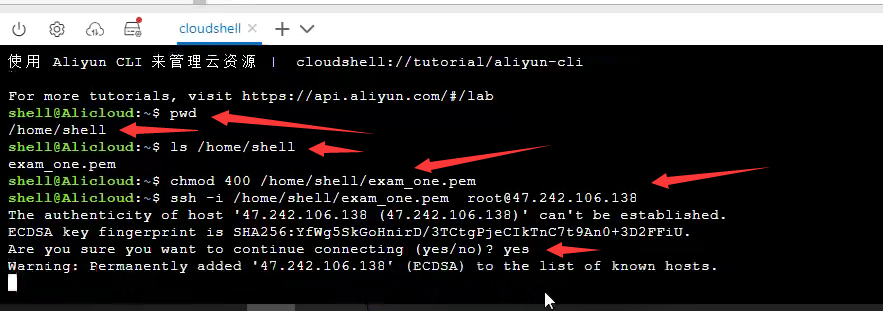 cloudshell
使用 Aliyun CLI 来管理云资源 | cloudshell://tutorial/aliyun-cli
For more tutorials, visit https://api.aliyun.com/#/lab
shell@Alicloud:~$ pwd
/home/shell
shell@Alicloud:~$ ls /home/shell
exam_one.pem
shell@Alicloud:~$ chmod 400 /home/shell/exam_one.pem
shell@Alicloud:~$ ssh -i /home/shell/exam_one.pem  root@47.242.106.138
The authenticity of host '47.242.106.138 (47.242.106.138)' can't be established.
ECDSA key fingerprint is SHA256:YfWg5SkGoHnirD/3TCtgPjeCIkTnC7t9An0+3D2FFiU.
Are you sure you want to continue connecting (yes/no)? yes
Warning: Permanently added '47.242.106.138' (ECDSA) to the list of known hosts.